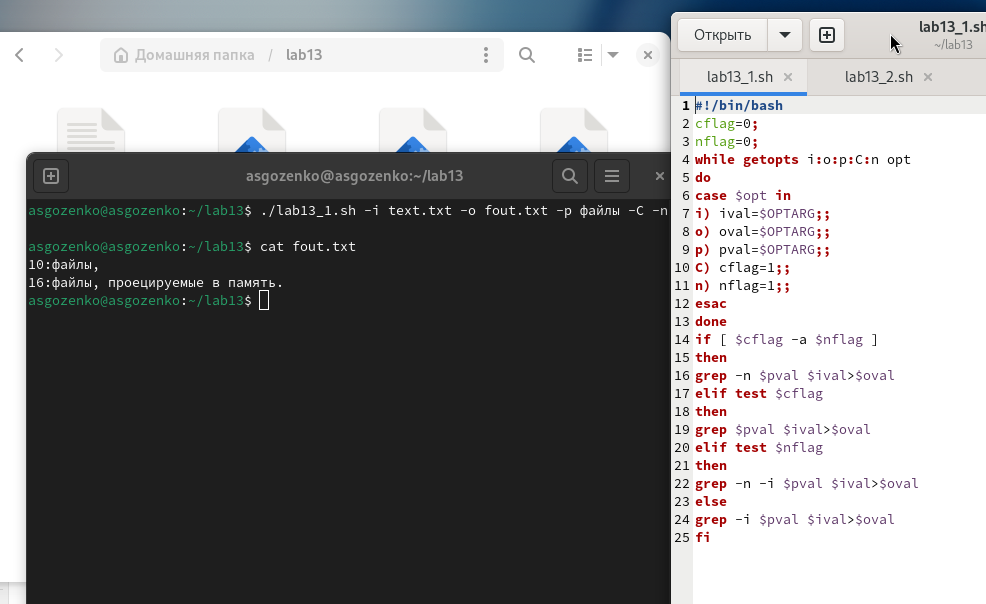 Домашняя папка / lab13
asgozenko@asgozenko:~/lab13
asgozenko@asgozenko:~/lab13$ ./lab13_1.sh -i text.txt -o fout.txt -p файлы -C -n
asgozenko@asgozenko:~/lab13$ cat fout.txt
10:файлы,
16:файлы, проецируемые в память.
asgozenko@asgozenko:~/lab13$
Открыть
lab13_1.sh
~/lab13
lab13_1.sh
lab13_2.sh
1 #!/bin/bash
2 cflag=0;
3 nflag=0;
4 while getopts i:o:p:C:n opt
5 do
6 case $opt in
7 i) ival=$OPTARG;;
8 o) oval=$OPTARG;;
9 p) pval=$OPTARG;;
10 C) cflag=1;;
11 n) nflag=1;;
12 esac
13 done
14 if [ $cflag -a $nflag ]
15 then
16 grep -n $pval $ival>$oval
17 elif test $cflag
18 then
19 grep $pval $ival>$oval
20 elif test $nflag
21 then
22 grep -n -i $pval $ival>$oval
23 else
24 grep -i $pval $ival>$oval
25 fi